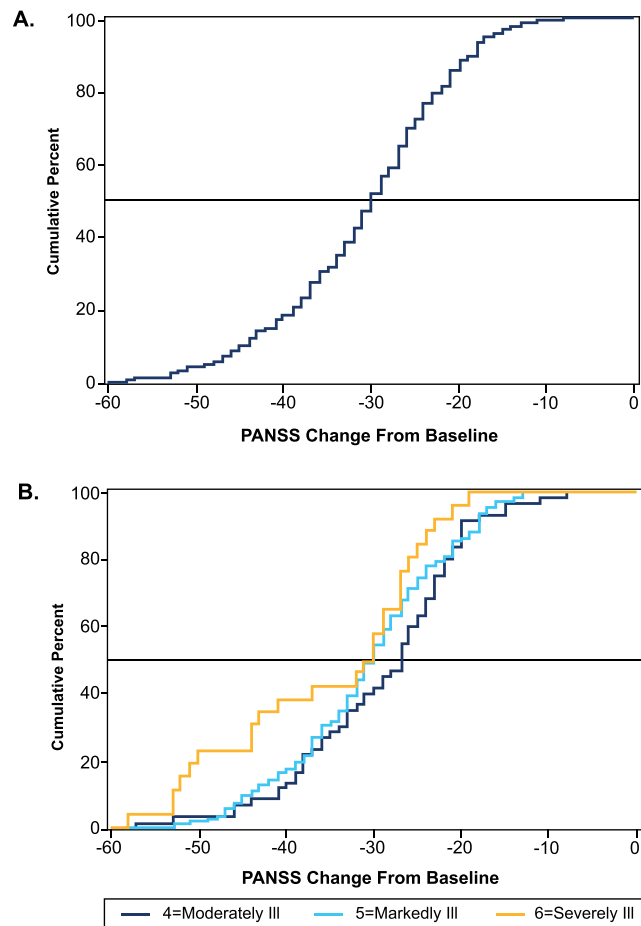 A.
100
80
60
40
20
0
Cumulative Percent
-60 -50 -40 -30 -20 -10 0
PANSS Change From Baseline
B.
100
80
60
40
20
0
Cumulative Percent
-60 -50 -40 -30 -20 -10 0
PANSS Change From Baseline
4=Moderately Ill 5=Markedly Ill 6=Severely Ill